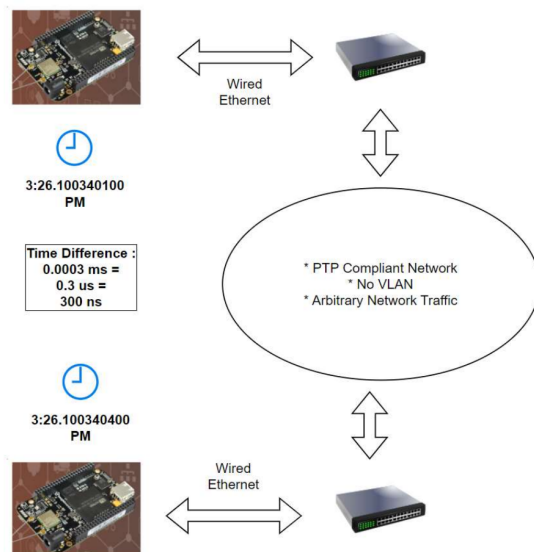 Wired
Ethernet
3:26.100340100
PM
Time Difference :
0.0003 ms =
0.3 us =
300 ns
* PTP Compliant Network
* No VLAN
* Arbitrary Network Traffic
3:26.100340400
PM
Wired
Ethernet